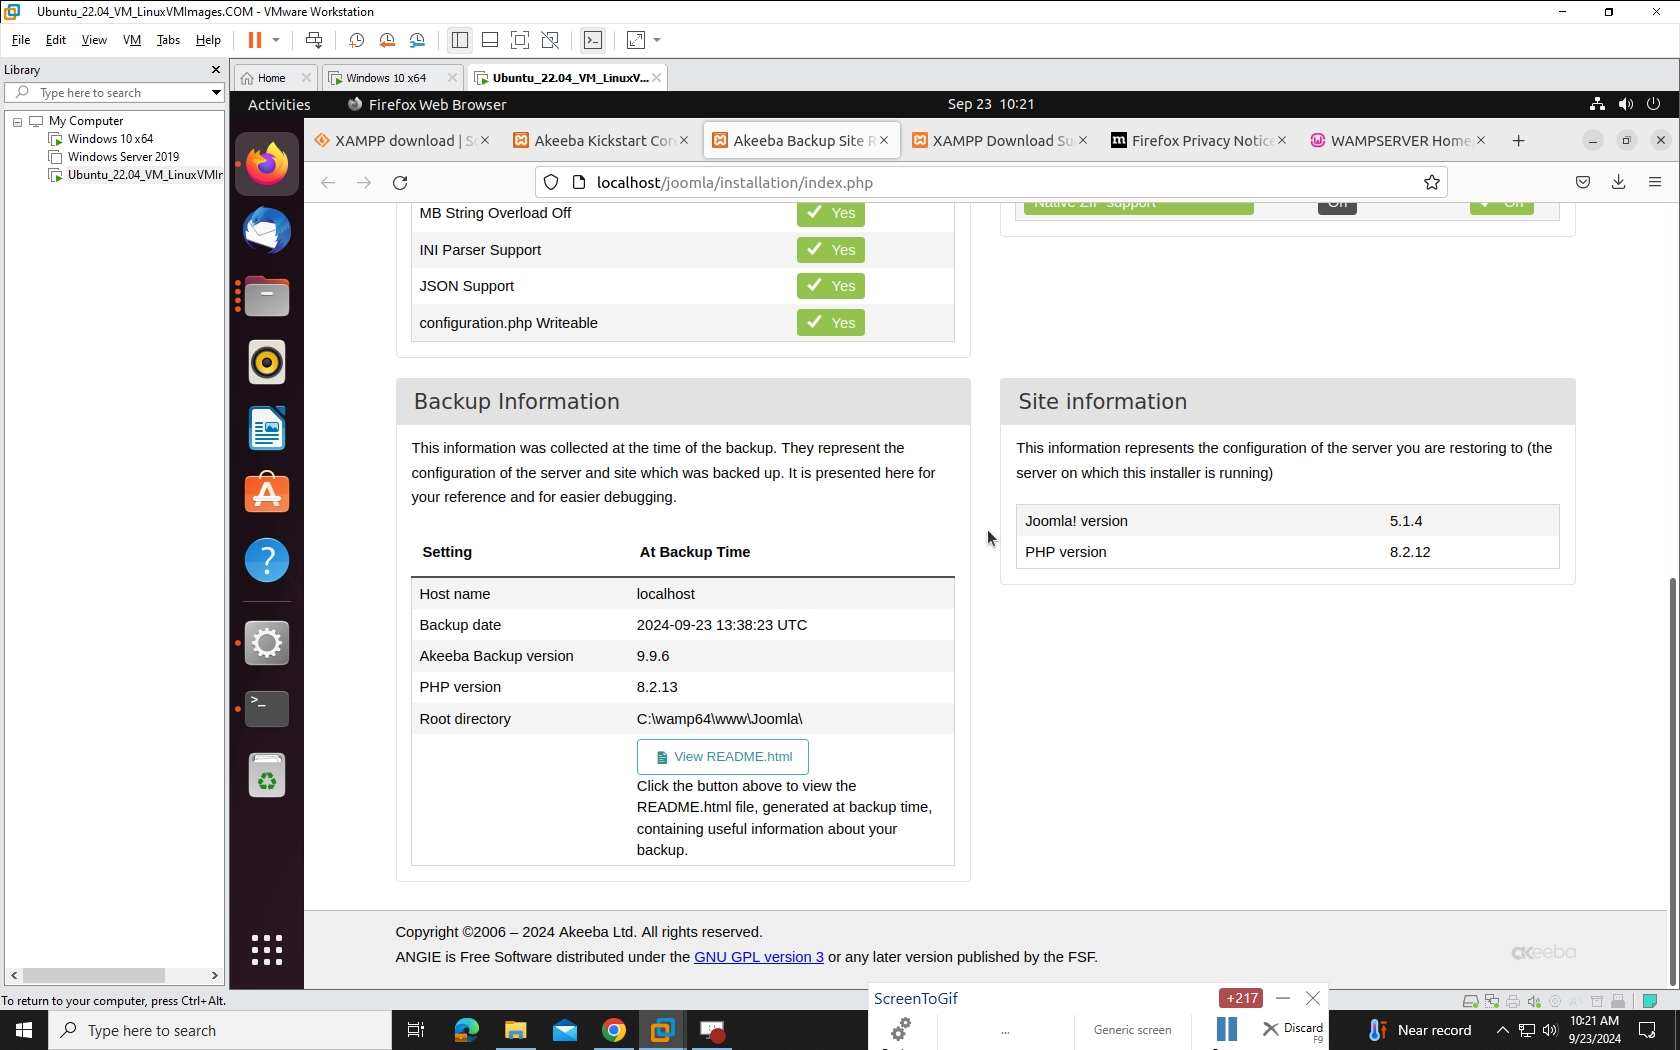 Ubuntu_22.04_VM_LinuxVMImages.COM - VMware Workstation
File Edit View VM Tabs Help
Library
Type here to search
My Computer
Windows 10 x64
Windows Server 2019
Ubuntu_22.04_VM_LinuxVMIr
Home
Windows 10 x64
Ubuntu_22.04_VM_LinuxV...
Activities
Firefox Web Browser
Sep 23 10:21
XAMPP download | S
Akeeba Kickstart Cor
Akeeba Backup Site R
XAMPP Download Su
Firefox Privacy Notice
WAMPSERVER Home
localhost/joomla/installation/index.php
MB String Overload Off Yes
INI Parser Support Yes
JSON Support Yes
configuration.php Writeable Yes
Native ZIP support Off On
Backup Information
This information was collected at the time of the backup. They represent the
configuration of the server and site which was backed up. It is presented here for
your reference and for easier debugging.
Setting At Backup Time
Host name localhost
Backup date 2024-09-23 13:38:23 UTC
Akeeba Backup version 9.9.6
PHP version 8.2.13
Root directory C:\wamp64\www\Joomla\
View README.html
Click the button above to view the
README.html file, generated at backup time,
containing useful information about your
backup.
Site information
This information represents the configuration of the server you are restoring to (the
server on which this installer is running)
Joomla! version 5.1.4
PHP version 8.2.12
Copyright ©2006 – 2024 Akeeba Ltd. All rights reserved.
ANGIE is Free Software distributed under the GNU GPL version 3 or any later version published by the FSF.
akeeba
To return to your computer, press Ctrl+Alt.
ScreenToGif
+217
...
Generic screen
Discard
F9
Type here to search
Near record
10:21 AM
9/23/2024